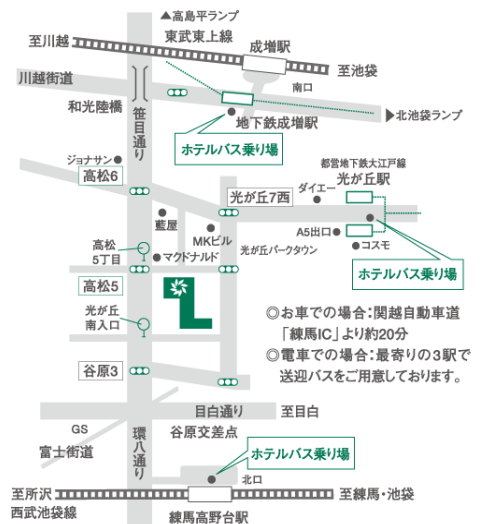 ▲高島平ランプ
至川越
東武東上線
成増駅
至池袋
川越街道
南口
和光陸橋
笹目通り
地下鉄成増駅
▶北池袋ランプ
ホテルバス乗り場
ジョナサン
都営地下鉄大江戸線
光が丘駅
高松6
光が丘7西
ダイエー
藍屋
MKビル
A5出口
コスモ
高松
5丁目
マクドナルド
光が丘パークタウン
ホテルバス乗り場
高松5
光が丘
南入口
◎お車での場合：関越自動車道
「練馬IC」より約20分
◎電車での場合：最寄りの3駅で
送迎バスをご用意しております。
谷原3
目白通り
至目白
GS
環八通り
谷原交差点
富士街道
ホテルバス乗り場
北口
至所沢
至練馬・池袋
西武池袋線
練馬高野台駅